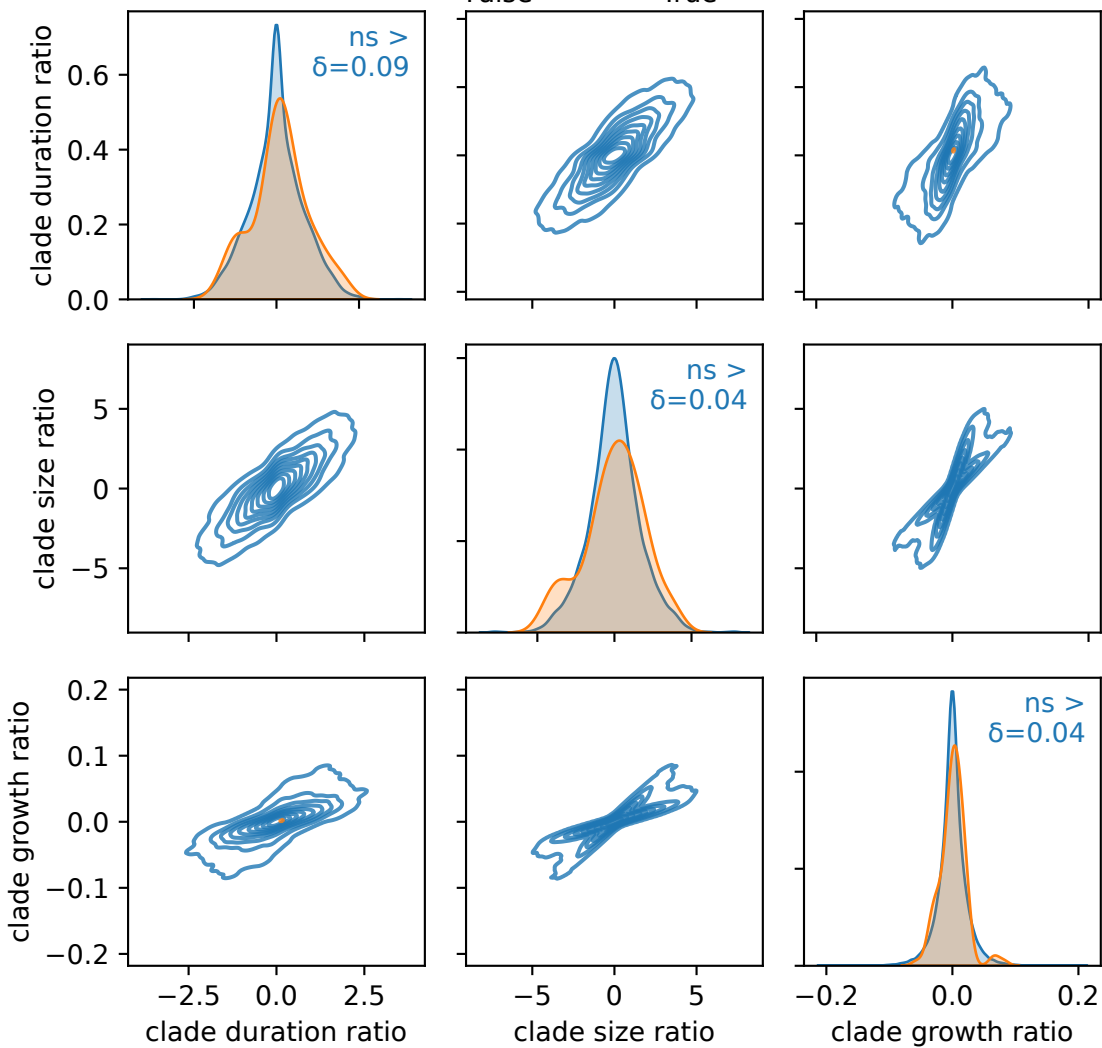 ns >
δ=0.09
clade duration ratio
0.6
0.4
0.2
0.0
ns >
δ=0.04
clade size ratio
5
0
−5
ns >
δ=0.04
clade growth ratio
0.2
0.1
0.0
−0.1
−0.2
−2.5 0.0 2.5
−5 0 5
−0.2 0.0 0.2
clade duration ratio
clade size ratio
clade growth ratio